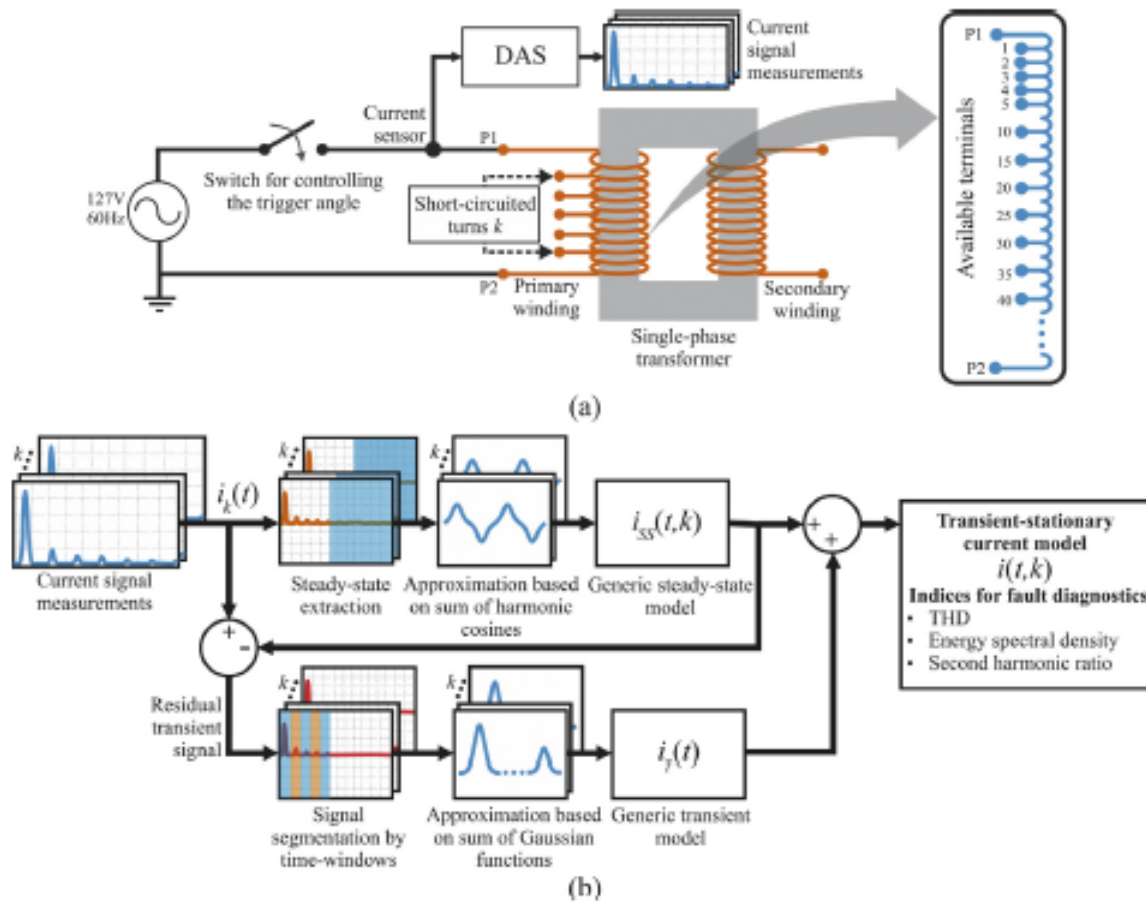 DAS
Current
signal
measurements
Current
sensor
P1
127V
60Hz
Switch for controlling
the trigger angle
Short-circuited
turns k
P2
Primary
winding
Secondary
winding
Single-phase
transformer
Available terminals
P1
1
2
3
4
5
10
15
20
25
30
35
40
P2
(a)
k
Current signal
measurements
i_k(t)
k
Steady-state
extraction
k
Approximation based
on sum of harmonic
cosines
i_SS(t,k)
Generic steady-state
model
+
+
Transient-stationary
current model
i(t,k)
Indices for fault diagnostics
▪ THD
▪ Energy spectral density
▪ Second harmonic ratio
+
-
Residual
transient
signal
k
Signal
segmentation by
time-windows
k
Approximation based
on sum of Gaussian
functions
i_T(t)
Generic transient
model
(b)